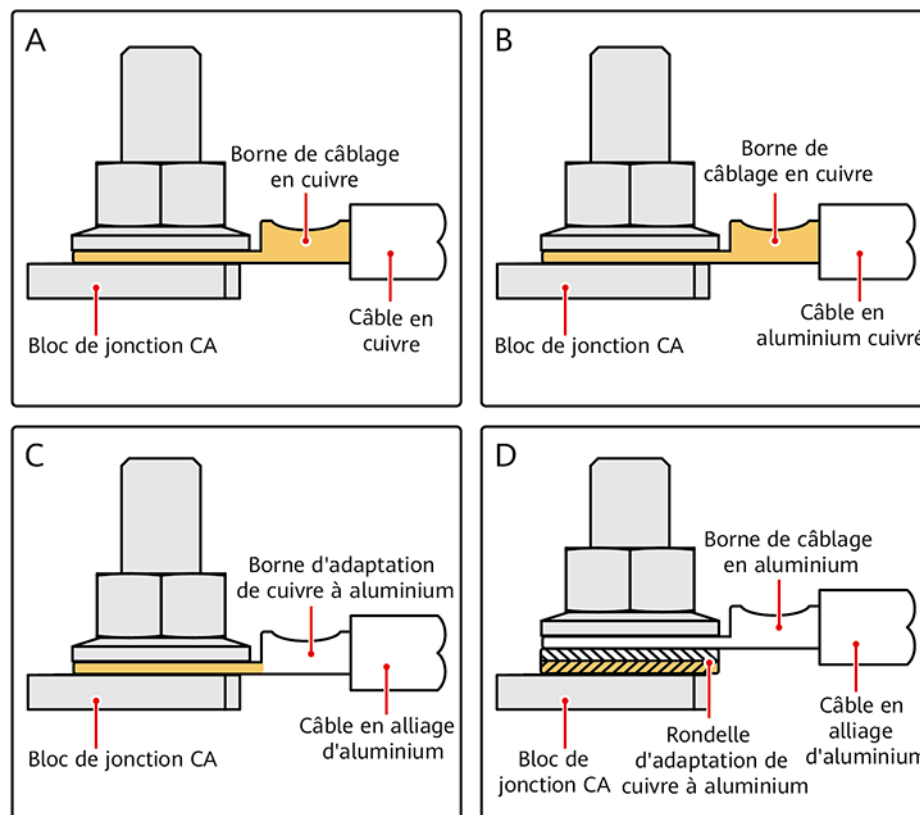 A
Borne de câblage
en cuivre
Câble en
cuivre
Bloc de jonction CA
B
Borne de
câblage en cuivre
Câble en
aluminium cuivré
Bloc de jonction CA
C
Borne d'adaptation
de cuivre à aluminium
Câble en alliage
d'aluminium
Bloc de jonction CA
D
Borne de câblage
en aluminium
Câble en
alliage
d'aluminium
Rondelle
d'adaptation de
cuivre à aluminium
Bloc de
jonction CA